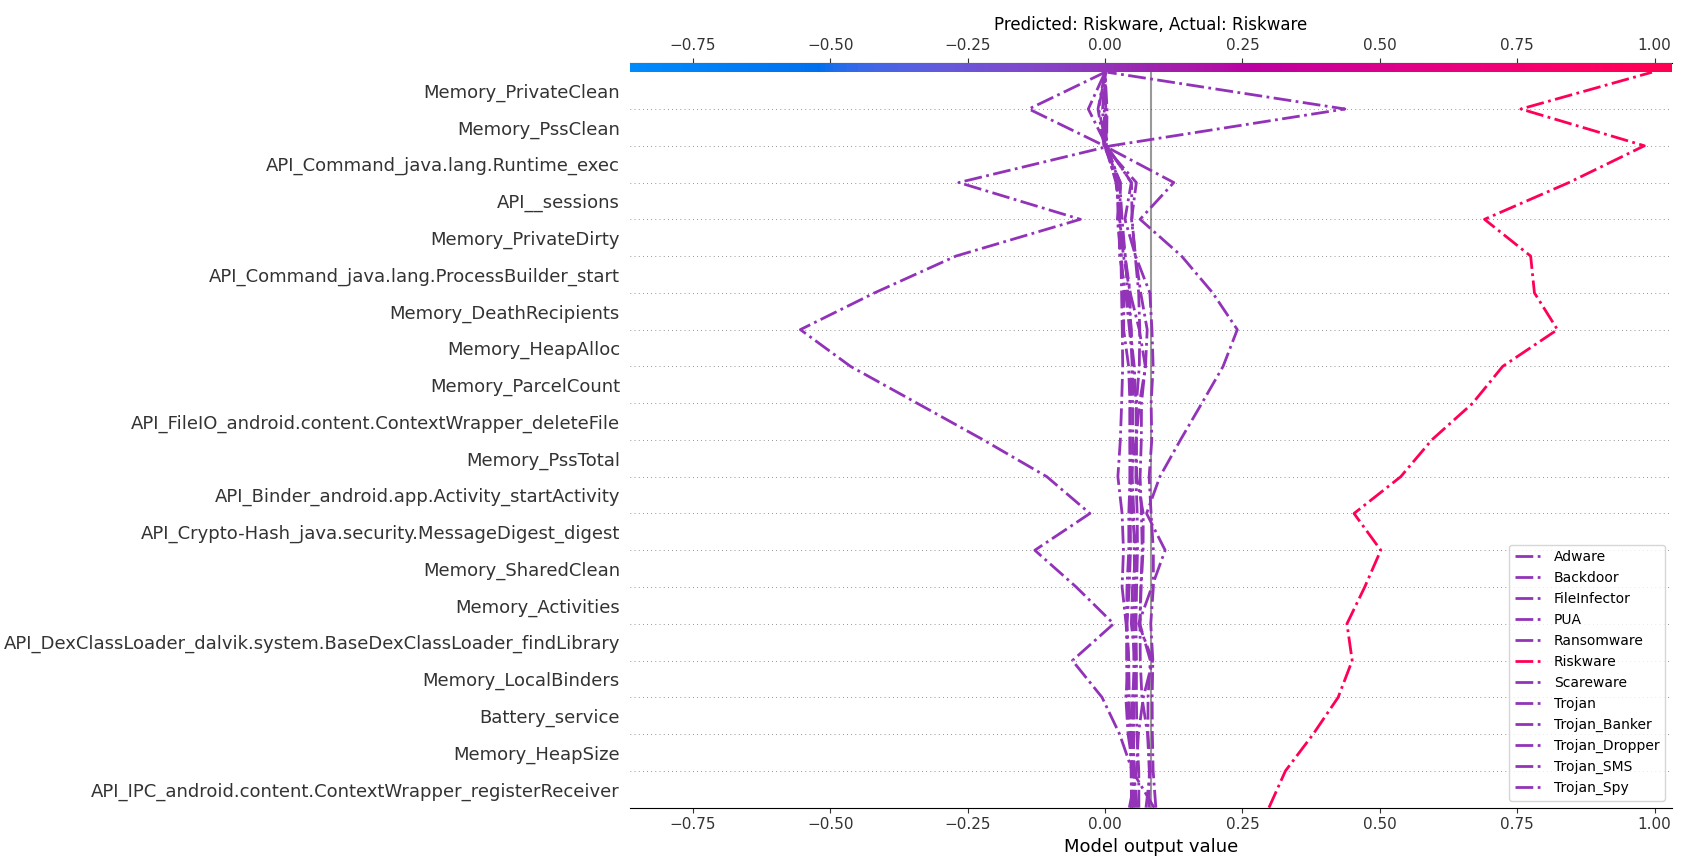 Predicted: Riskware, Actual: Riskware
−0.75 −0.50 −0.25 0.00 0.25 0.50 0.75 1.00
Memory_PrivateClean
Memory_PssClean
API_Command_java.lang.Runtime_exec
API__sessions
Memory_PrivateDirty
API_Command_java.lang.ProcessBuilder_start
Memory_DeathRecipients
Memory_HeapAlloc
Memory_ParcelCount
API_FileIO_android.content.ContextWrapper_deleteFile
Memory_PssTotal
API_Binder_android.app.Activity_startActivity
API_Crypto-Hash_java.security.MessageDigest_digest
Memory_SharedClean
Memory_Activities
API_DexClassLoader_dalvik.system.BaseDexClassLoader_findLibrary
Memory_LocalBinders
Battery_service
Memory_HeapSize
API_IPC_android.content.ContextWrapper_registerReceiver
Adware
Backdoor
FileInfector
PUA
Ransomware
Riskware
Scareware
Trojan
Trojan_Banker
Trojan_Dropper
Trojan_SMS
Trojan_Spy
−0.75 −0.50 −0.25 0.00 0.25 0.50 0.75 1.00
Model output value